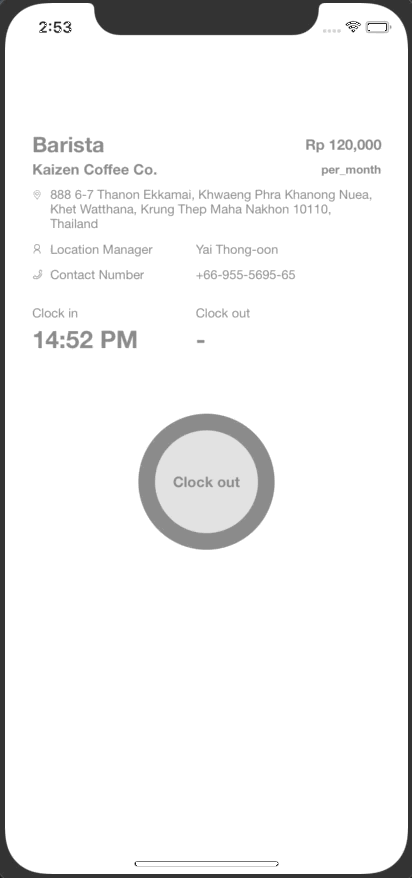 2:53
Barista
Rp 120,000
Kaizen Coffee Co.
per_month
888 6-7 Thanon Ekkamai, Khwaeng Phra Khanong Nuea,
Khet Watthana, Krung Thep Maha Nakhon 10110,
Thailand
Location Manager
Yai Thong-oon
Contact Number
+66-955-5695-65
Clock in
Clock out
14:52 PM
-
Clock out